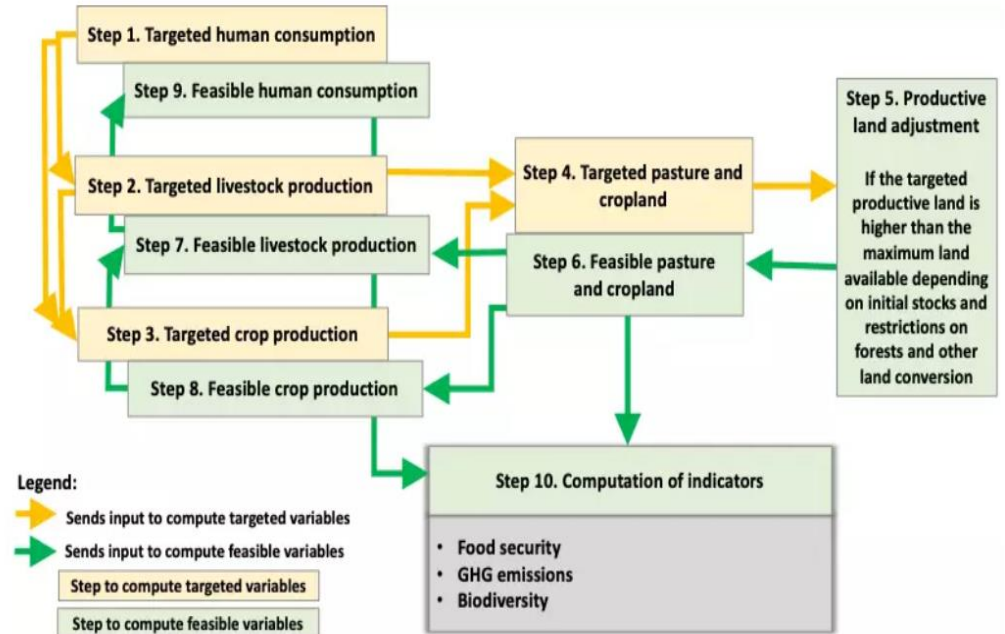 Step 1. Targeted human consumption
Step 9. Feasible human consumption
Step 2. Targeted livestock production
Step 7. Feasible livestock production
Step 3. Targeted crop production
Step 8. Feasible crop production
Step 4. Targeted pasture and
cropland
Step 6. Feasible pasture
and cropland
Step 5. Productive
land adjustment
If the targeted
productive land is
higher than the
maximum land
available depending
on initial stocks and
restrictions on
forests and other
land conversion
Step 10. Computation of indicators
• Food security
• GHG emissions
• Biodiversity
Legend:
Sends input to compute targeted variables
Sends input to compute feasible variables
Step to compute targeted variables
Step to compute feasible variables